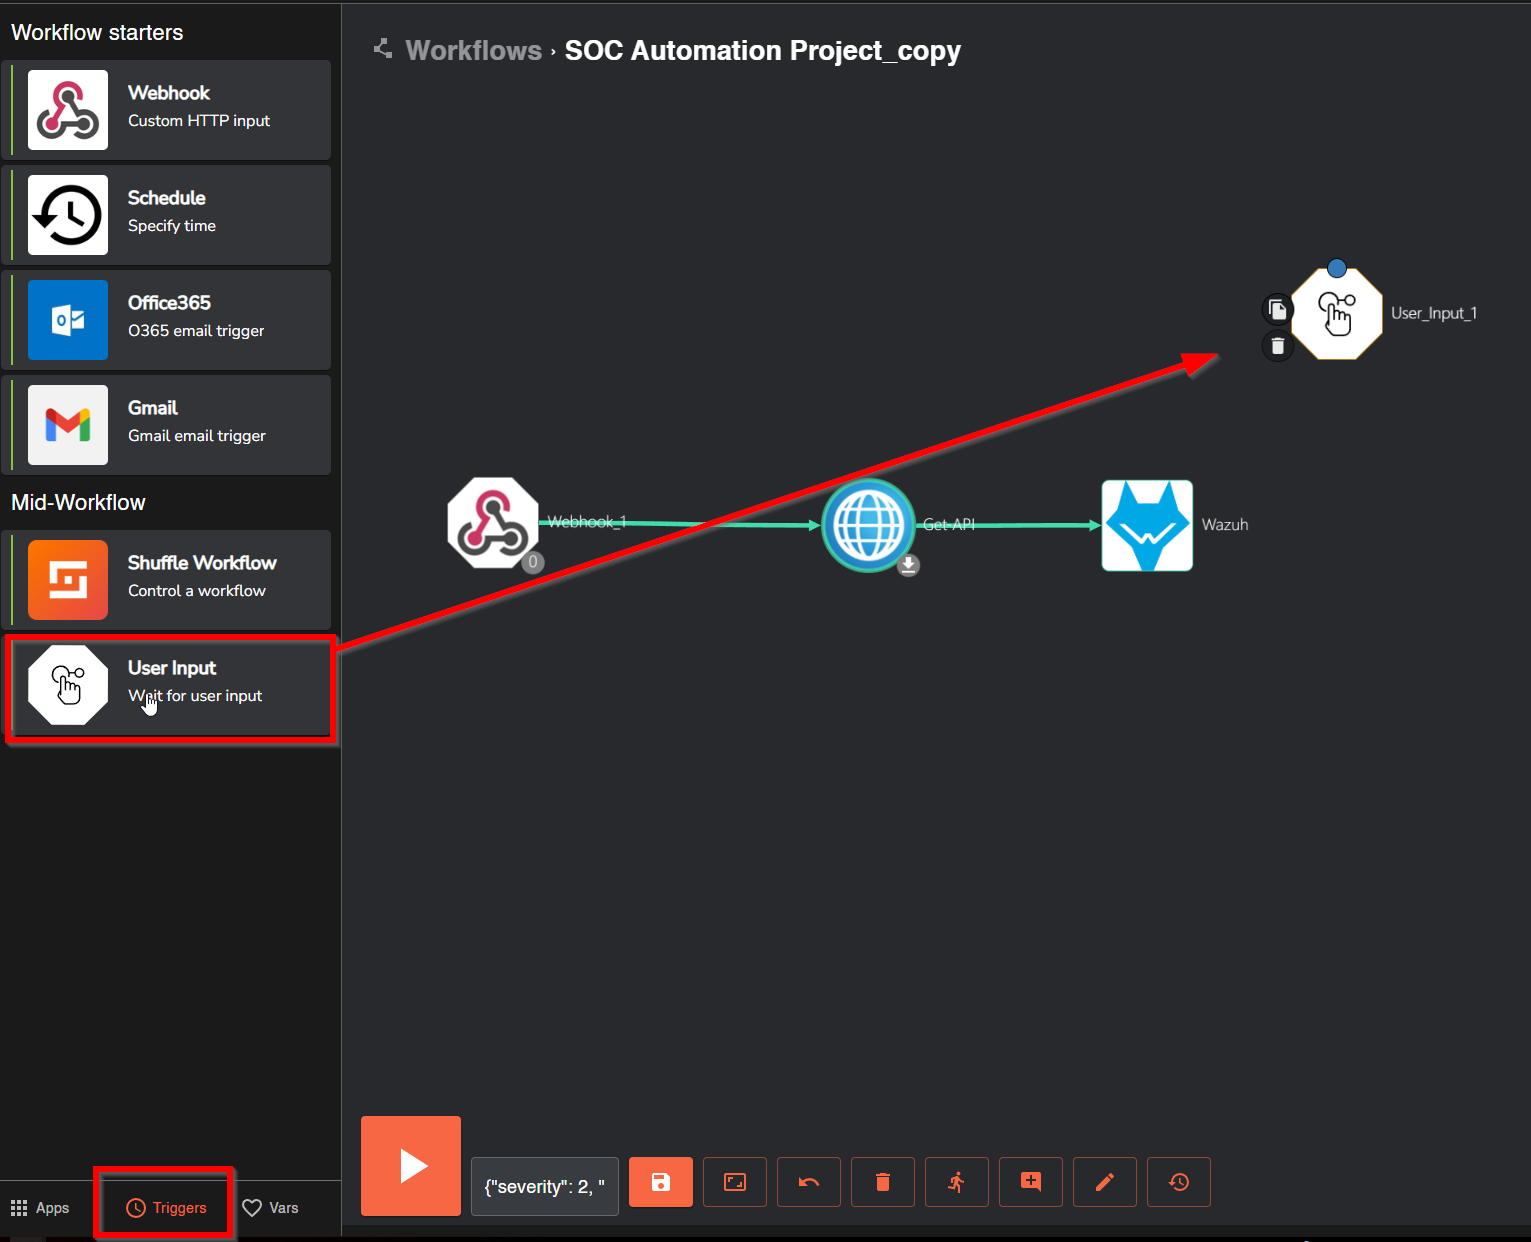 Workflow starters
Webhook
Custom HTTP input
Schedule
Specify time
Office365
O365 email trigger
Gmail
Gmail email trigger
Mid-Workflow
Shuffle Workflow
Control a workflow
User Input
Wait for user input
Apps
Triggers
Vars
Workflows › SOC Automation Project_copy
User_Input_1
Webhook_1
0
Get-API
Wazuh
{"severity": 2, "